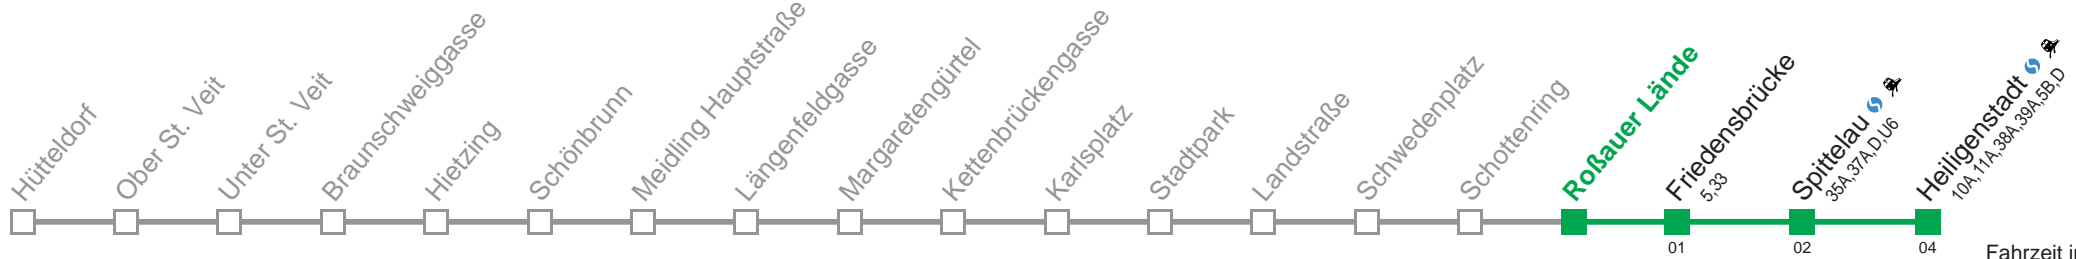 Hütteldorf
Ober St. Veit
Unter St. Veit
Braunschweiggasse
Hietzing
Schönbrunn
Meidling Hauptstraße
Längenfeldgasse
Margaretengürtel
Kettenbrückengasse
Karlsplatz
Stadtpark
Landstraße
Schwedenplatz
Schottenring
Roßauer Lände
Friedensbrücke
5,33
Spittelau
35A,37A,D,U6
Heiligenstadt
10A,11A,38A,39A,5B,D
01
02
04
Fahrzeit